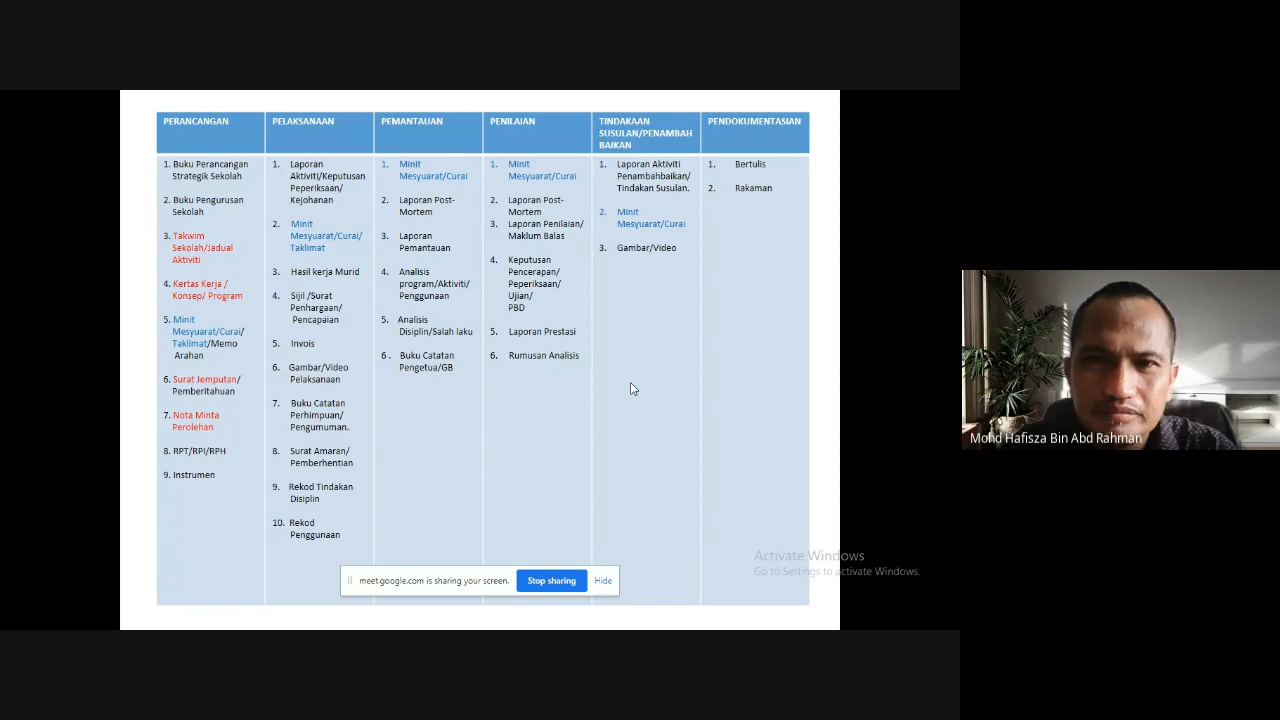 PERANCANGAN
1. Buku Perancangan
Strategik Sekolah
2. Buku Pengurusan
Sekolah
3. Takwim
Sekolah/Jadual
Aktiviti
4. Kertas Kerja /
Konsep/ Program
5. Minit
Mesyuarat/Curai/
Taklimat/Memo
Arahan
6. Surat Jemputan/
Pemberitahuan
7. Nota Minta
Perolehan
8. RPT/RPI/RPH
9. Instrumen
PELAKSANAAN
1. Laporan
Aktiviti/Keputusan
Peperiksaan/
Kejohanan
2. Minit
Mesyuarat/Curai/
Taklimat
3. Hasil kerja Murid
4. Sijil /Surat
Penhargaan/
Pencapaian
5. Invois
6. Gambar/Video
Pelaksanaan
7. Buku Catatan
Perhimpuan/
Pengumuman.
8. Surat Amaran/
Pemberhentian
9. Rekod Tindakan
Disiplin
10. Rekod
Penggunaan
PEMANTAUAN
1. Minit
Mesyuarat/Curai
2. Laporan Post-
Mortem
3. Laporan
Pemantauan
4. Analisis
program/Aktiviti/
Penggunaan
5. Analisis
Disiplin/Salah laku
6 . Buku Catatan
Pengetua/GB
PENILAIAN
1. Minit
Mesyuarat/Curai
2. Laporan Post-
Mortem
3. Laporan Penilaian/
Maklum Balas
4. Keputusan
Pencerapan/
Peperiksaan/
Ujian/
PBD
5. Laporan Prestasi
6. Rumusan Analisis
TINDAKAAN
SUSULAN/PENAMBAH
BAIKAN
1. Laporan Aktiviti
Penambahbaikan/
Tindakan Susulan.
2. Minit
Mesyuarat/Curai
3. Gambar/Video
PENDOKUMENTASIAN
1. Bertulis
2. Rakaman
meet.google.com is sharing your screen.
Stop sharing
Hide
Activate Windows
Go to Settings to activate Windows.
Mohd Hafisza Bin Abd Rahman